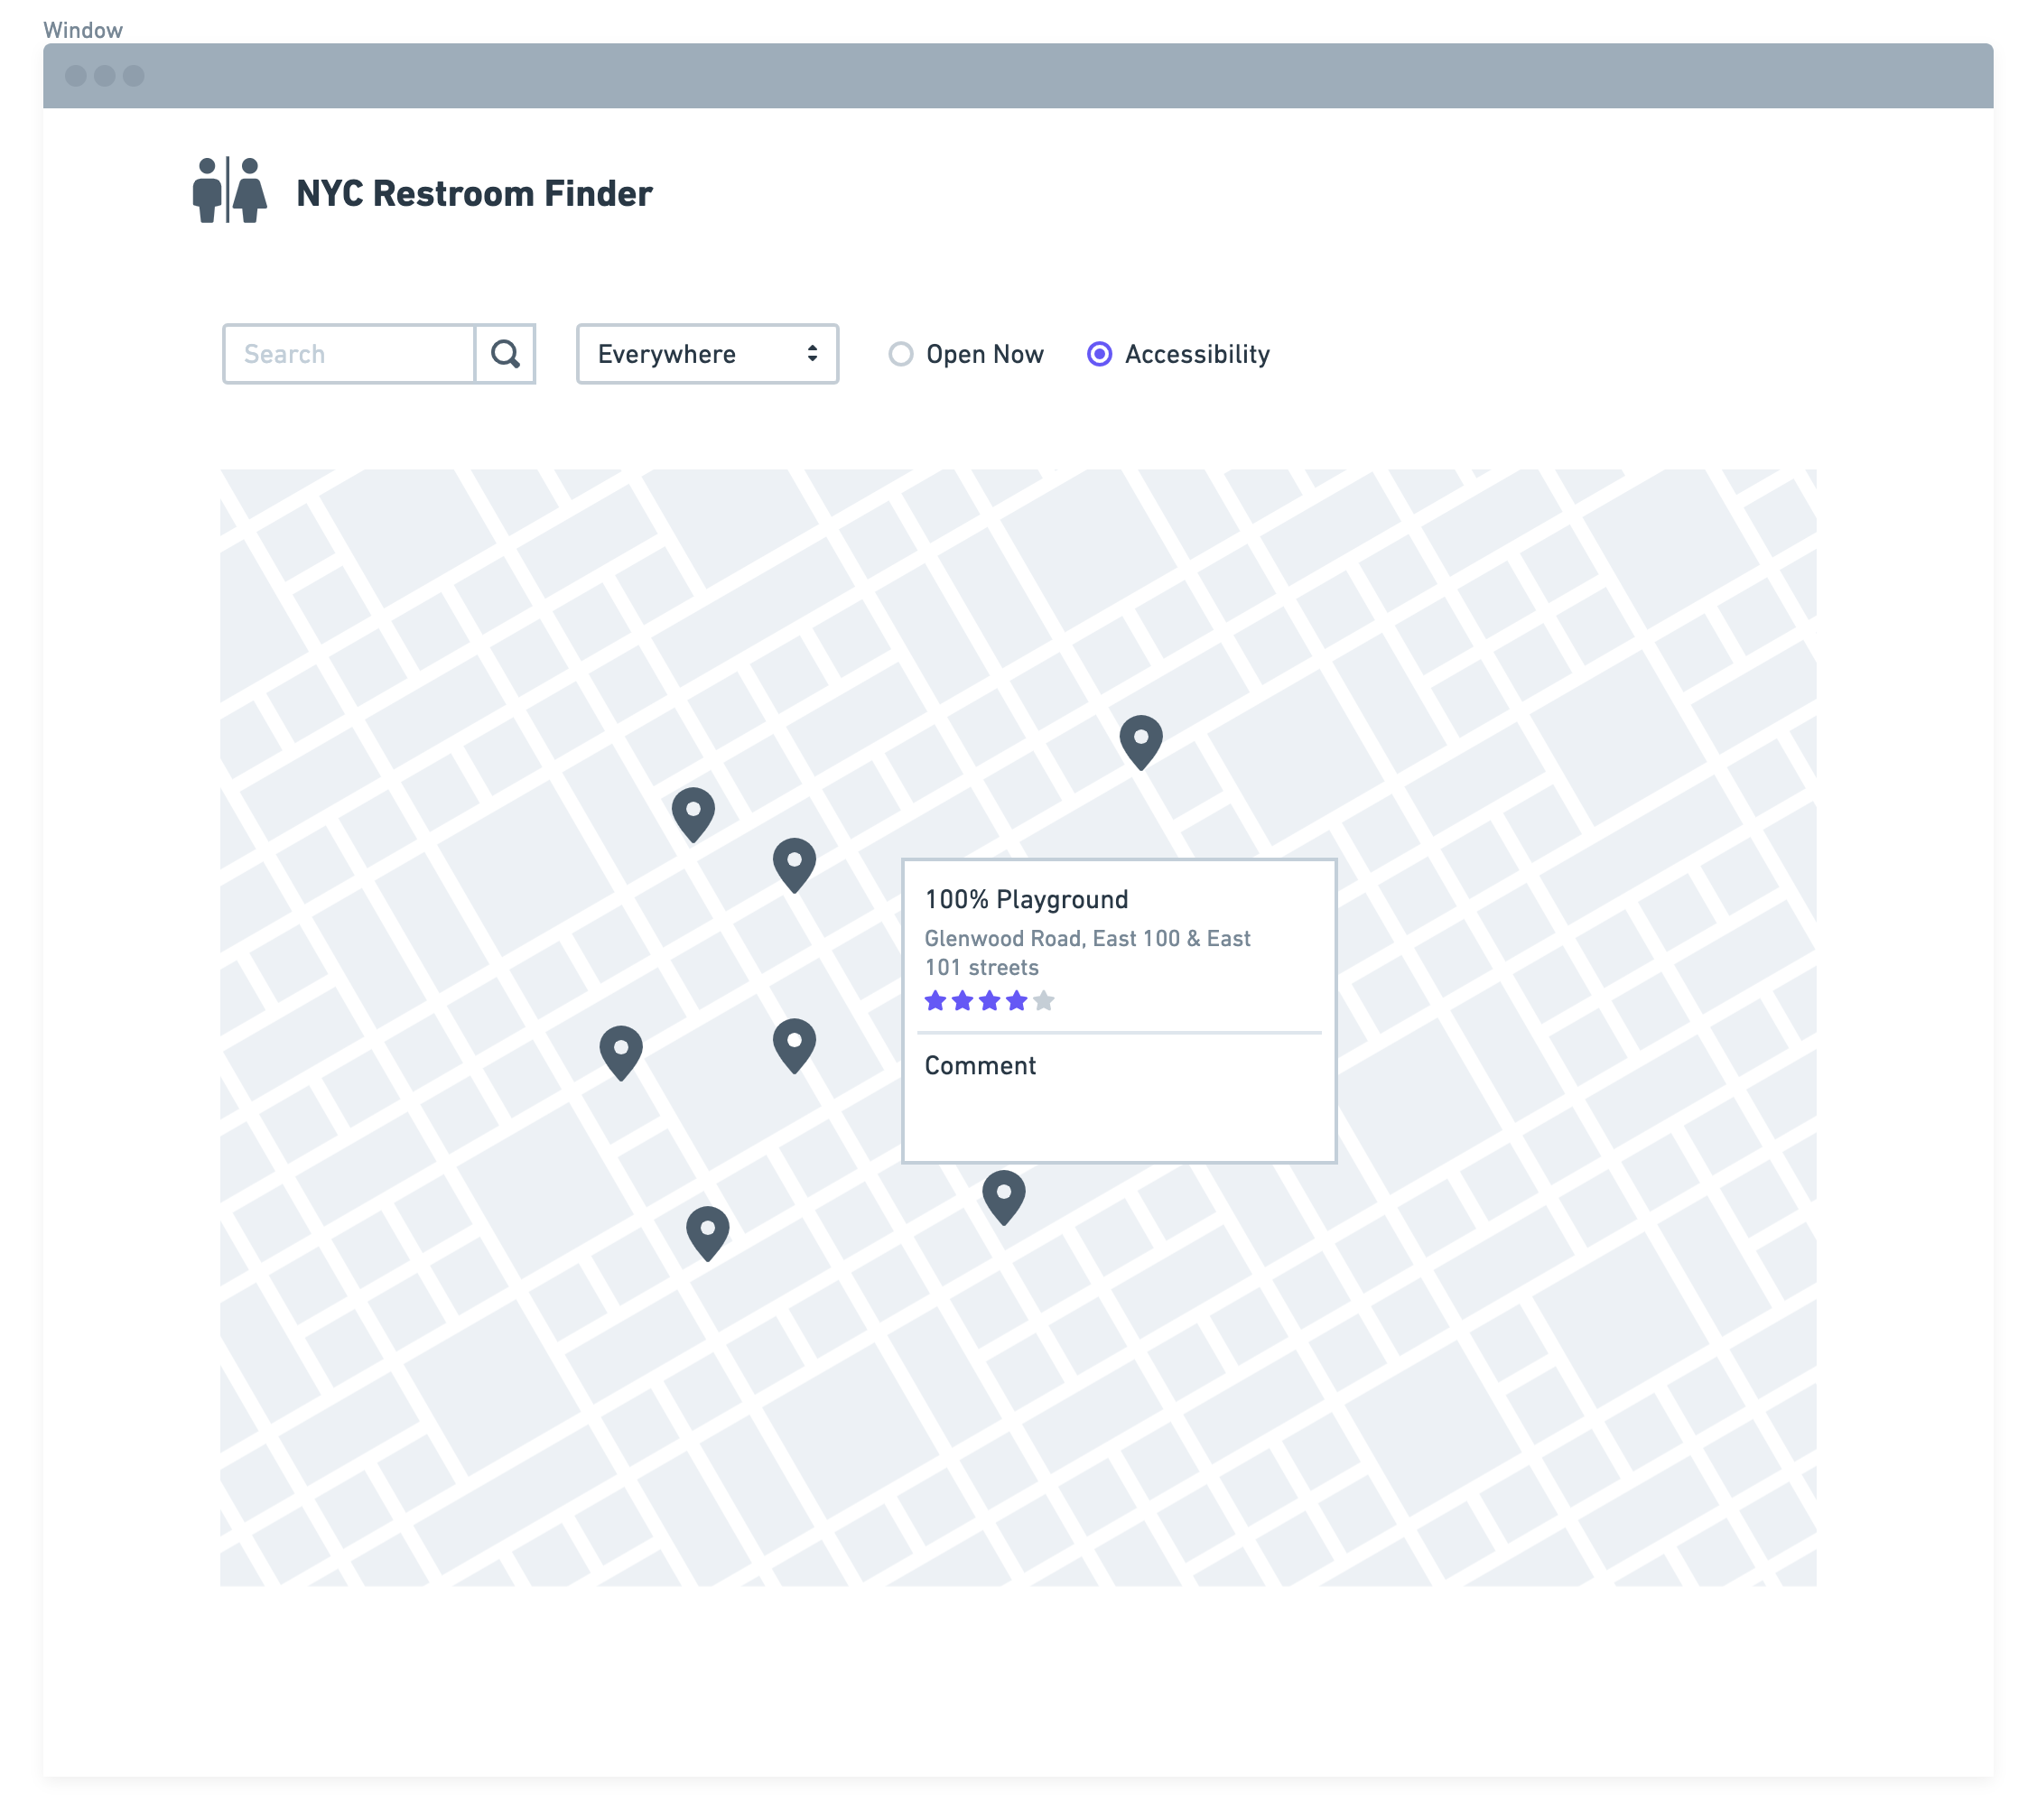 Window
NYC Restroom Finder
Search
Everywhere
Open Now
Accessibility
100% Playground
Glenwood Road, East 100 & East
101 streets
Comment